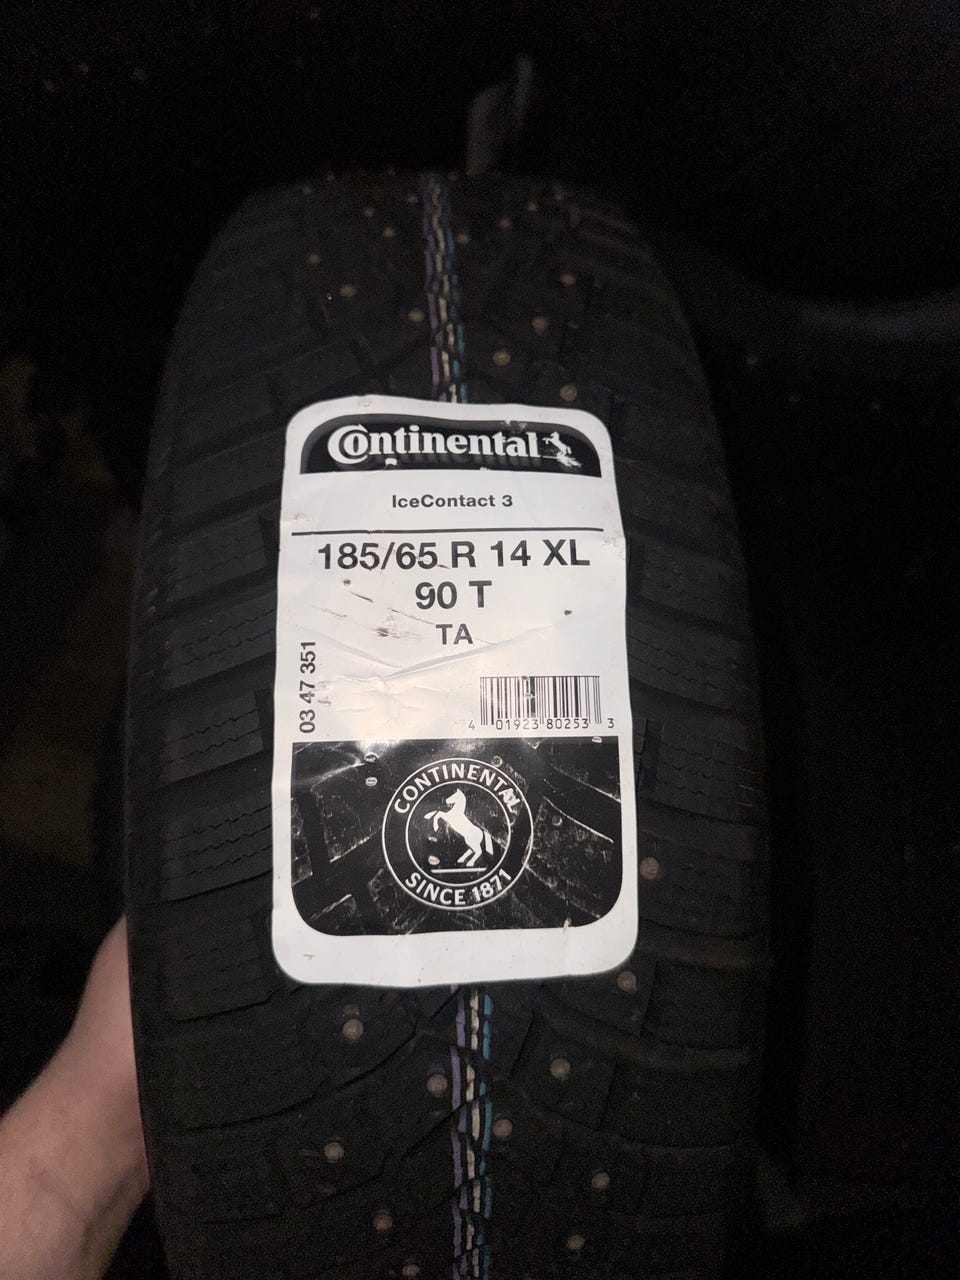 Continental
IceContact 3
185/65 R 14 XL
90 T
TA
03 47 351
4 01923 80253 3
CONTINENTAL
SINCE 1871